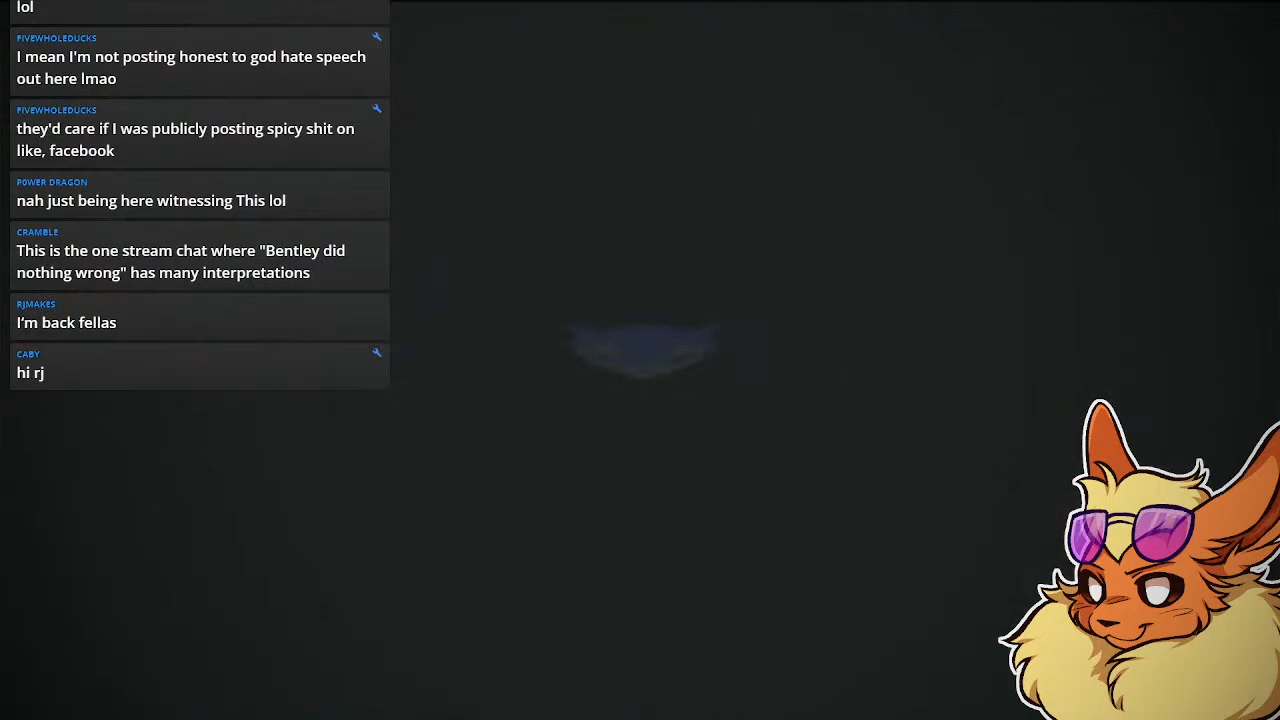 lol
FIVEWHOLEDUCKS
I mean I'm not posting honest to god hate speech
out here lmao
FIVEWHOLEDUCKS
they'd care if I was publicly posting spicy shit on
like, facebook
P0WER DRAGON
nah just being here witnessing This lol
CRAMBLE
This is the one stream chat where "Bentley did
nothing wrong" has many interpretations
RJMAKES
I’m back fellas
CABY
hi rj